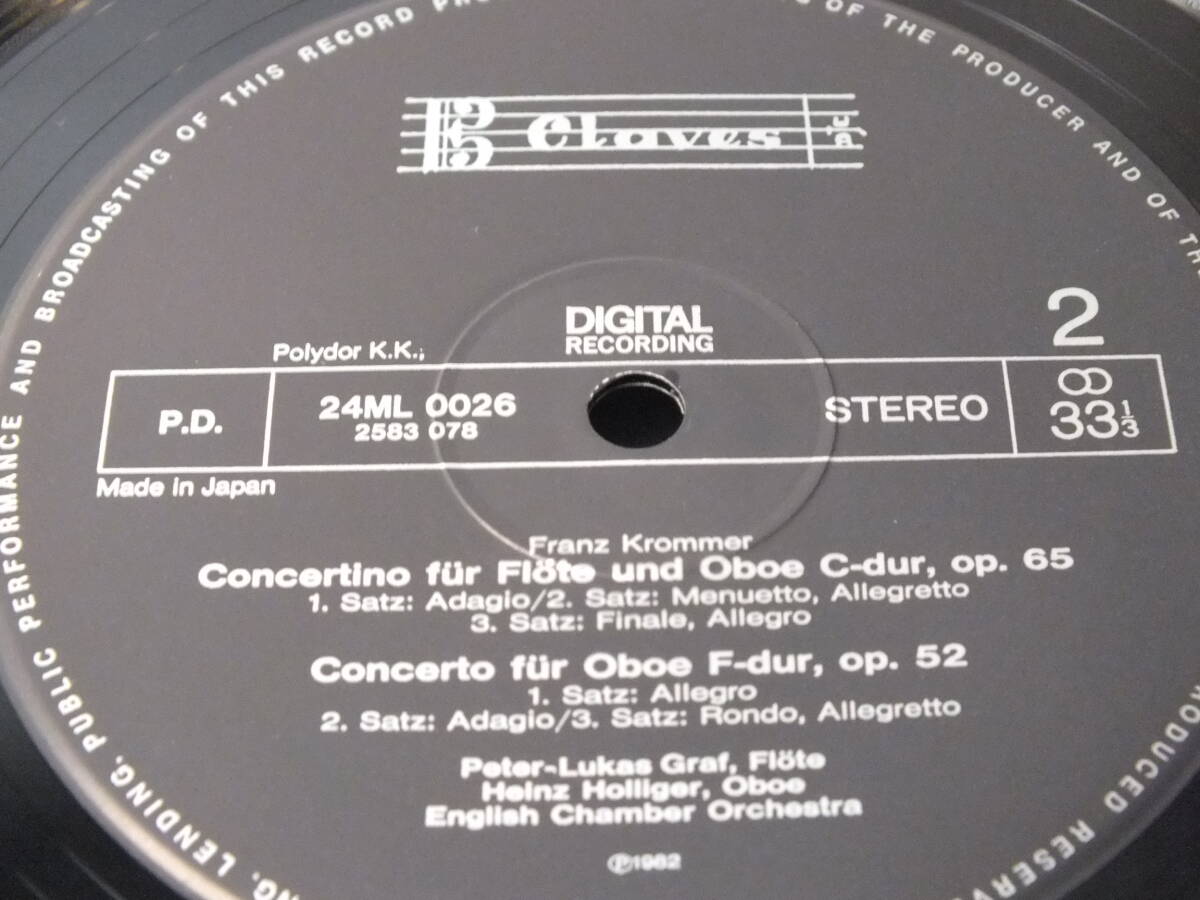 OF THIS RECORD
OF THE PRODUCER AND OF
Claves
DIGITAL
RECORDING
2
Polydor K.K.;
P.D.
24ML 0026
2583 078
STEREO
33⅓
Made in Japan
Franz Krommer
Concertino für Flöte und Oboe C-dur, op. 65
1. Satz: Adagio/2. Satz: Menuetto, Allegretto
3. Satz: Finale, Allegro
Concerto für Oboe F-dur, op. 52
1. Satz: Allegro
2. Satz: Adagio/3. Satz: Rondo, Allegretto
Peter-Lukas Graf, Flöte
Heinz Holliger, Oboe
English Chamber Orchestra
℗1982
LENDING, PUBLIC PERFORMANCE AND BROADCASTING